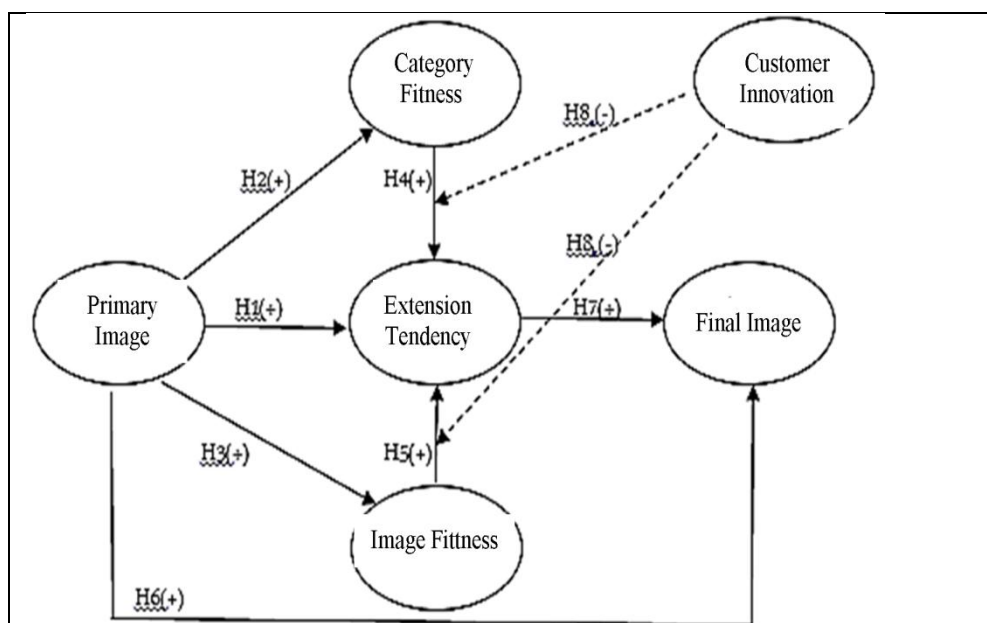 Category
Fitness
Customer
Innovation
H8,(-)
H2(+)
H4(+)
H8,(-)
Primary
Image
H1(+)
Extension
Tendency
H7(+)
Final Image
H3(+)
H5(+)
Image Fittness
H6(+)